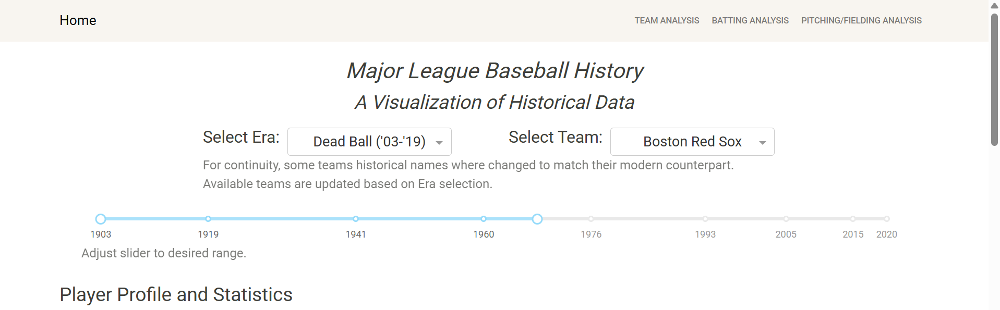 Home TEAM ANALYSIS BATTING ANALYSIS PITCHING/FIELDING ANALYSIS
Major League Baseball History
A Visualization of Historical Data
Select Era: Dead Ball ('03-'19) Select Team: Boston Red Sox
For continuity, some teams historical names where changed to match their modern counterpart.
Available teams are updated based on Era selection.
1903 1919 1941 1960 1976 1993 2005 2015 2020
Adjust slider to desired range.
Player Profile and Statistics